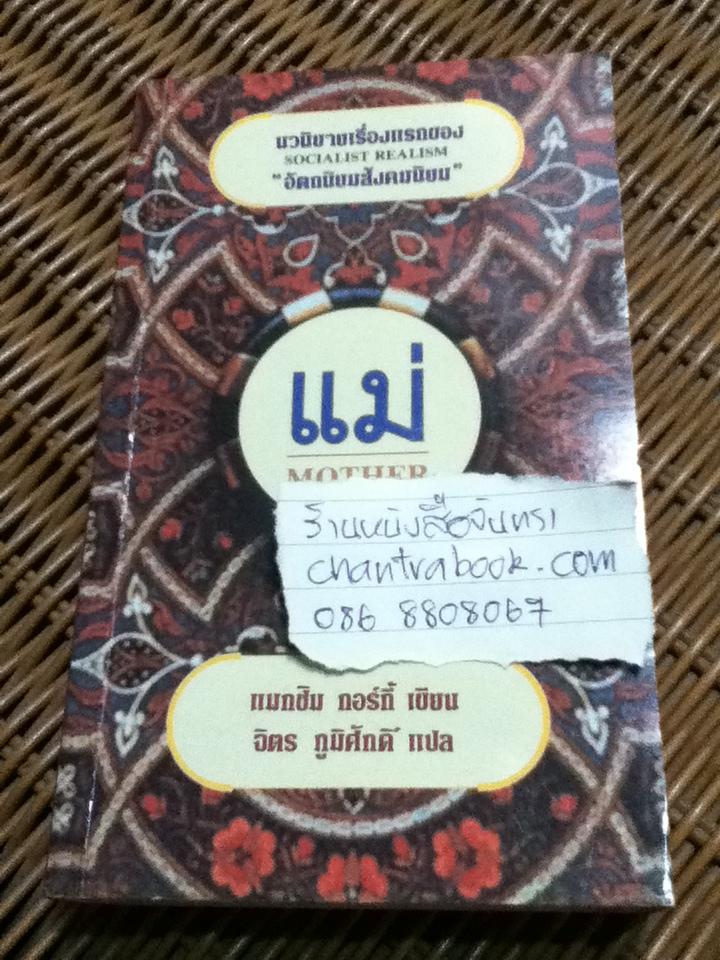 นวนิยายเรื่องแรกของ
SOCIALIST REALISM
"อัตถนิยมสังคมนิยม"
แม่
MOTHER
ร้านหนังสือจันทรา
chantrabook.com
086 8808067
แมกซิม กอร์กี้ เขียน
จิตร ภูมิศักดิ์ แปล